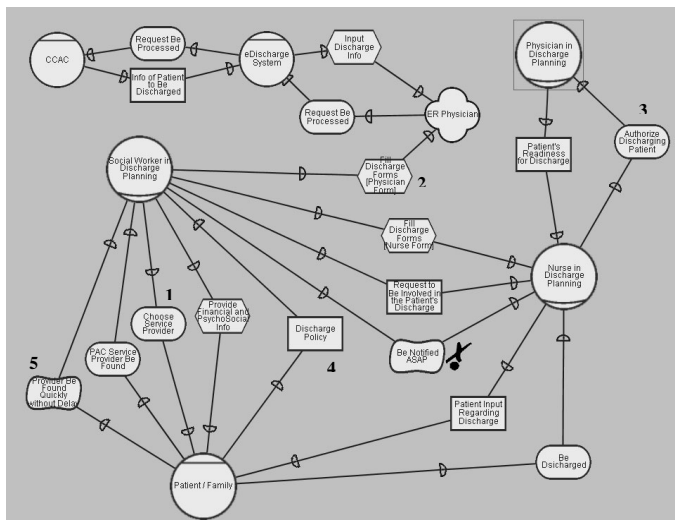 Request Be
Processed
CCAC
Info of Patient
to Be
Discharged
eDischarge
System
Input
Discharge
Info
Request Be
Processed
ER Physician
Physician in
Discharge
Planning
3
Authorize
Discharging
Patient
Patient's
Readiness
for Discharge
Social Worker in
Discharge
Planning
Fill
Discharge
Forms
[Physician
Form]
2
Fill
Discharge
Forms
[Nurse Form]
Nurse in
Discharge
Planning
Request to
Be Involved in
the Patient's
Discharge
1
Choose
Service
Provider
Provide
Financial and
PsychoSocial
Info
Discharge
Policy
4
Be Notified
ASAP
PAC Service
Provider Be
Found
5
Provider Be
Found
Quickly
without Delay
Patient Input
Regarding
Discharge
Be
Dsicharged
Patient / Family